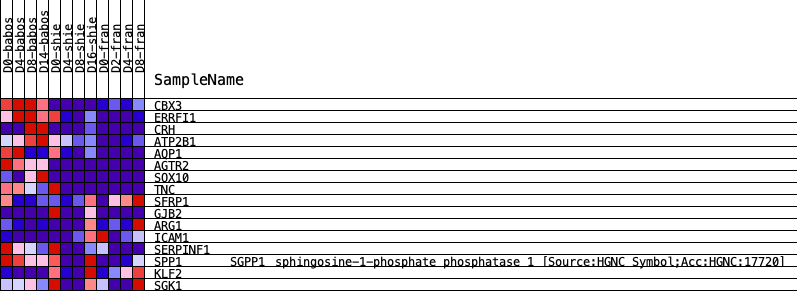 D0-babos
D4-babos
D8-babos
D14-babos
D0-shie
D4-shie
D8-shie
D16-shie
D0-fran
D2-fran
D4-fran
D8-fran
SampleName
CBX3
ERRFI1
CRH
ATP2B1
AQP1
AGTR2
SOX10
TNC
SFRP1
GJB2
ARG1
ICAM1
SERPINF1
SPP1 SGPP1 sphingosine-1-phosphate phosphatase 1 [Source:HGNC Symbol;Acc:HGNC:17720]
KLF2
SGK1